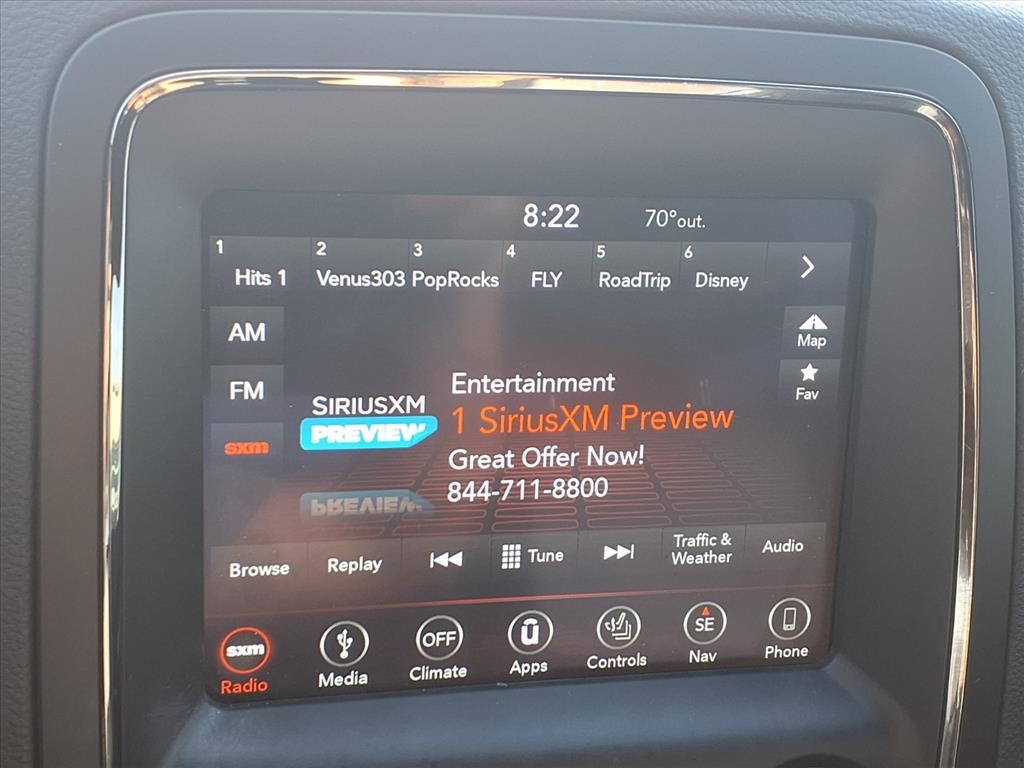 8:22 70° out.
1 2 3 4 5 6
Hits 1 Venus303 PopRocks FLY RoadTrip Disney
AM
Map
FM
Fav
sxm
SIRIUSXM
PREVIEW
Entertainment
1 SiriusXM Preview
Great Offer Now!
844-711-8800
PREVIEW
Browse Replay Tune Traffic & Weather Audio
sxm OFF U SE
Radio Media Climate Apps Controls Nav Phone